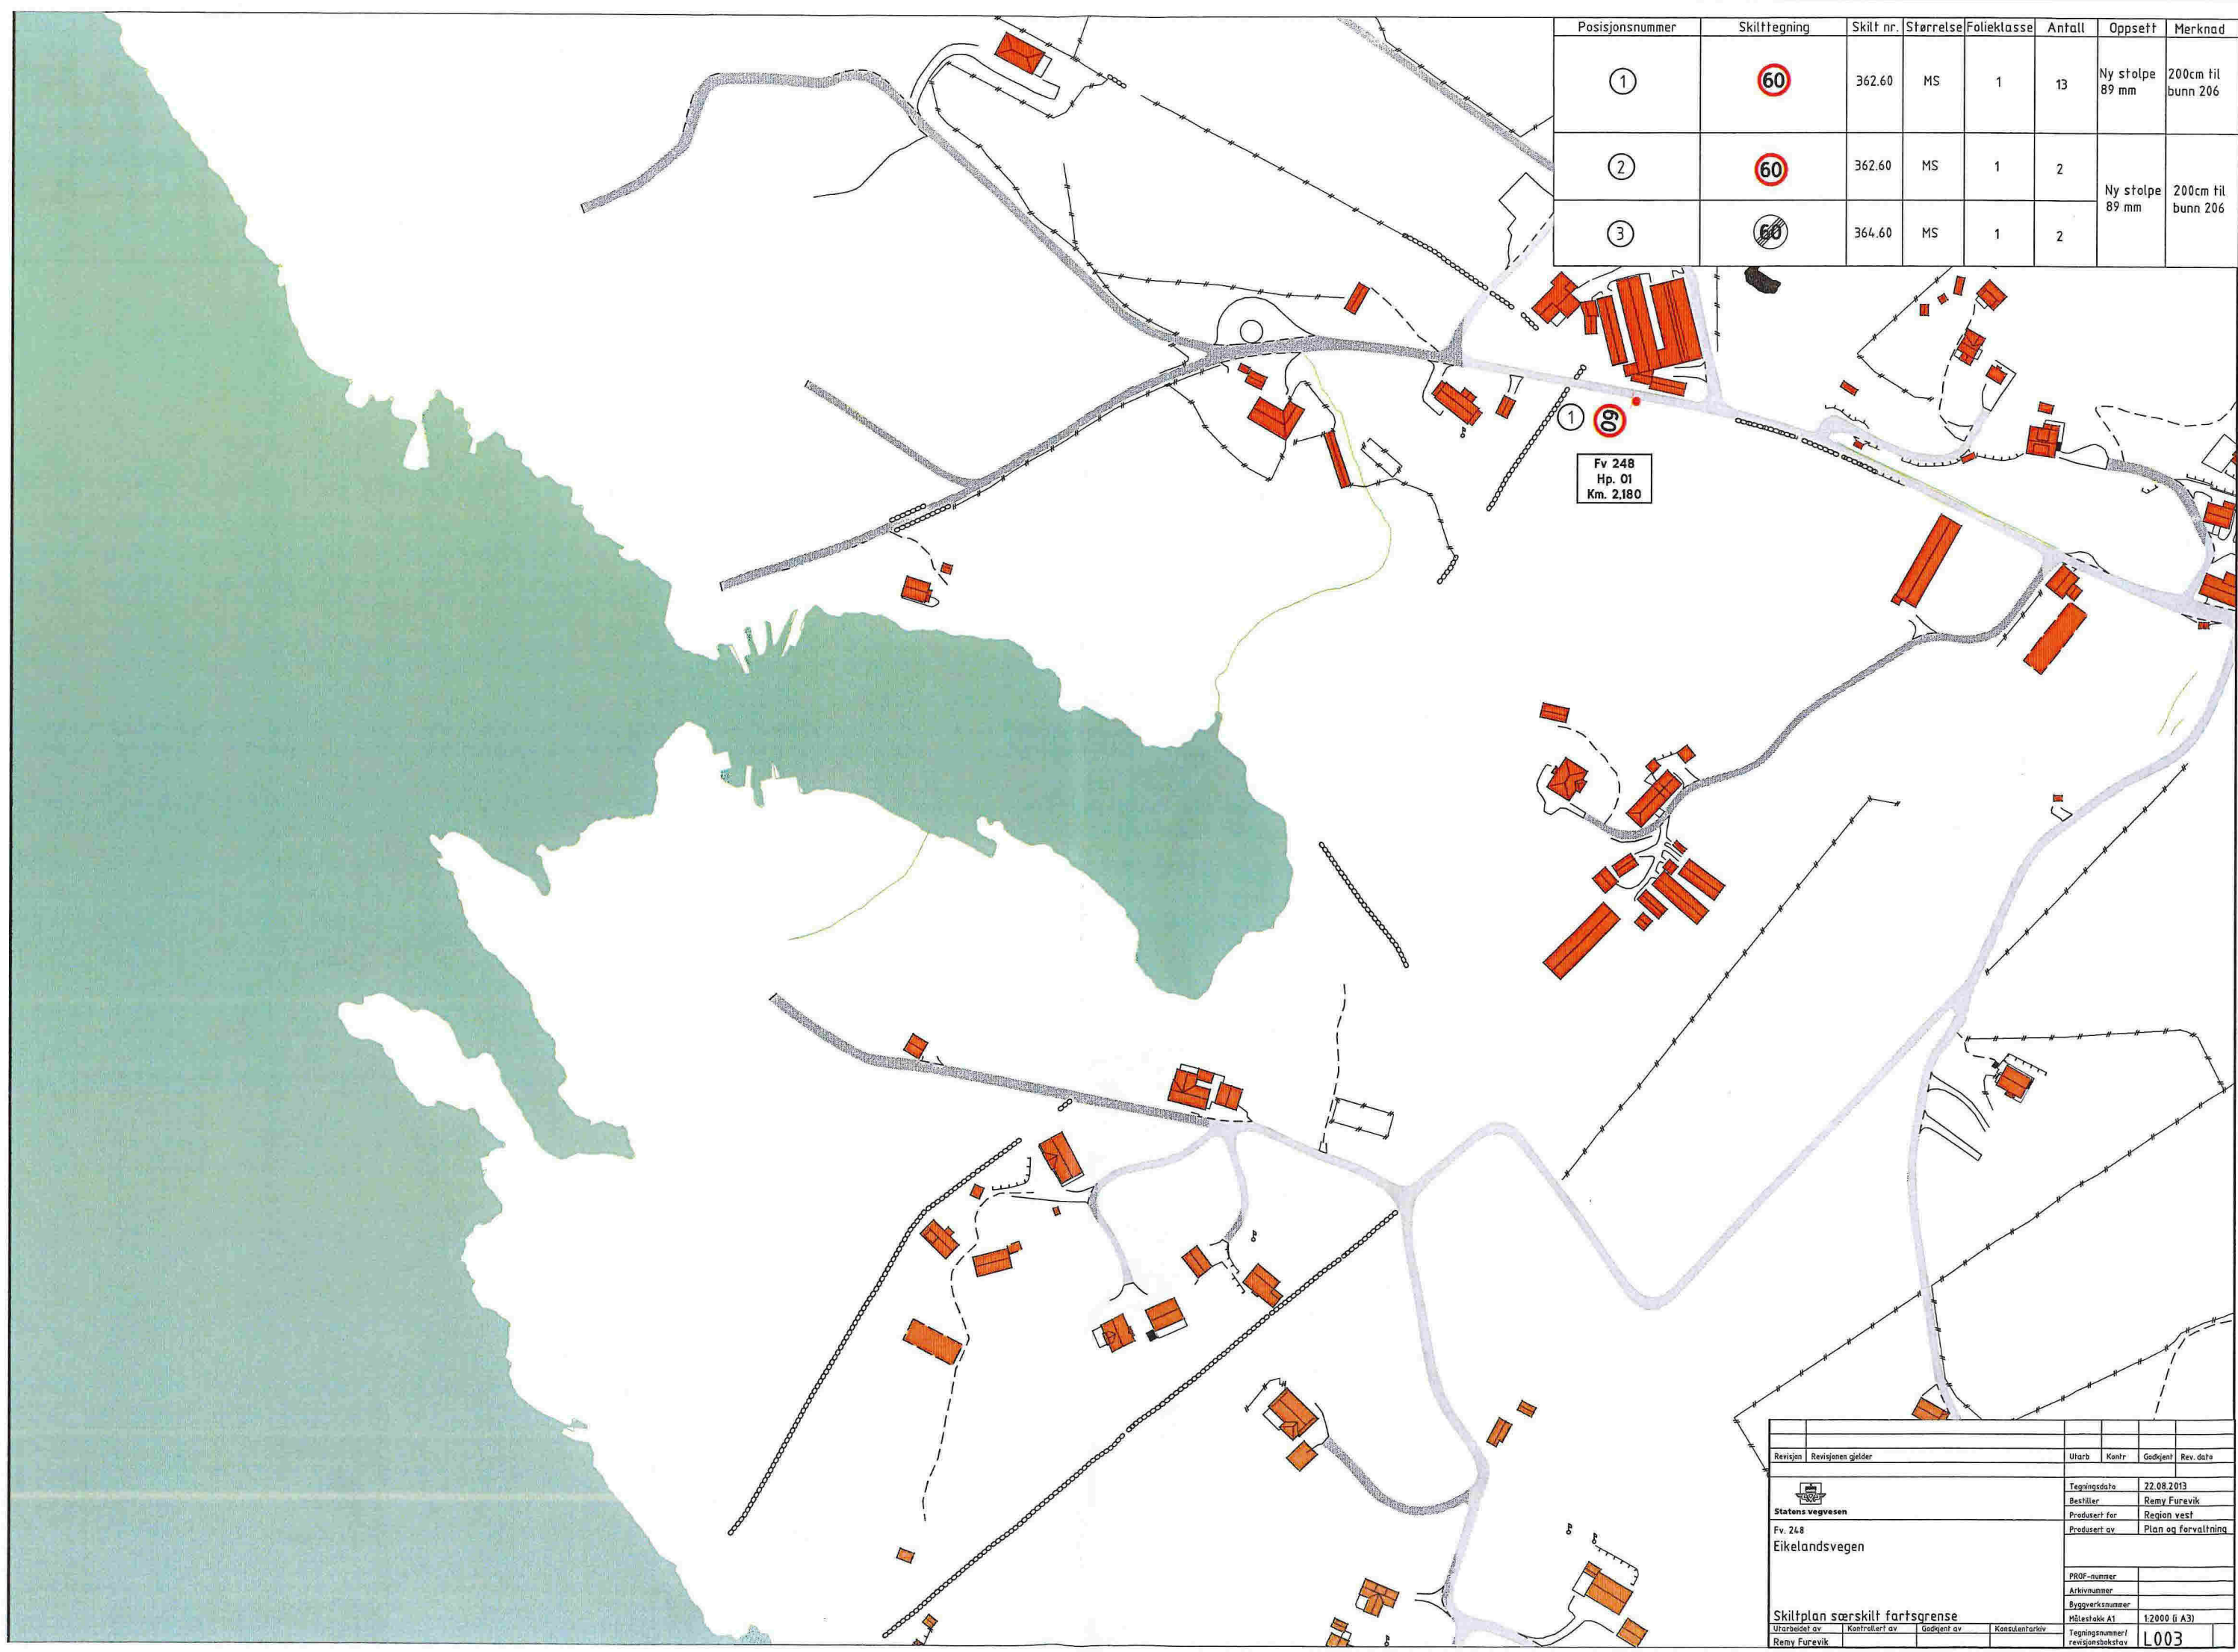 Posisjonsnummer Skilttegning Skilt nr. Størrelse Folieklasse Antall Oppsett Merknad
1 60 362.60 MS 1 13 Ny stolpe 89 mm 200cm til bunn 206
2 60 362.60 MS 1 2 Ny stolpe 89 mm 200cm til bunn 206
3 60 364.60 MS 1 2
1 60
Fv 248
Hp. 01
Km. 2,180
Revisjon Revisjonen gjelder Utarb Kontr Godkjent Rev. dato
Statens vegvesen
Tegningsdato 22.08.2013
Bestiller Remy Furevik
Produsert for Region vest
Produsert av Plan og forvaltning
Fv. 248
Eikelandsvegen
PROF-nummer
Arkivnummer
Byggverksnummer
Målestokk A1 1:2000 (i A3)
Skiltplan særskilt fartsgrense
Utarbeidet av Kontrollert av Godkjent av Konsulentarkiv
Remy Furevik
Tegningsnummer/
revisjonsbokstav L003